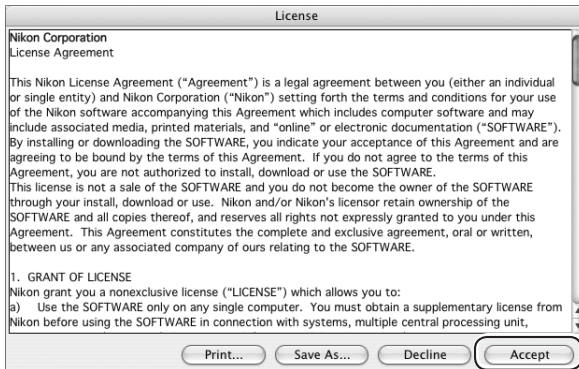 License
Nikon Corporation
License Agreement
This Nikon License Agreement (“Agreement”) is a legal agreement between you (either an individual
or single entity) and Nikon Corporation (“Nikon”) setting forth the terms and conditions for your use
of the Nikon software accompanying this Agreement which includes computer software and may
include associated media, printed materials, and “online” or electronic documentation (“SOFTWARE”).
By installing or downloading the SOFTWARE, you indicate your acceptance of this Agreement and are
agreeing to be bound by the terms of this Agreement.  If you do not agree to the terms of this
Agreement, you are not authorized to install, download or use the SOFTWARE.
This license is not a sale of the SOFTWARE and you do not become the owner of the SOFTWARE
through your install, download or use.  Nikon and/or Nikon's licensor retain ownership of the
SOFTWARE and all copies thereof, and reserves all rights not expressly granted to you under this
Agreement.  This Agreement constitutes the complete and exclusive agreement, oral or written,
between us or any associated company of ours relating to the SOFTWARE.
1.  GRANT OF LICENSE
Nikon grant you a nonexclusive license (“LICENSE”) which allows you to:
a)    Use the SOFTWARE only on any single computer.  You must obtain a supplementary license from
Nikon before using the SOFTWARE in connection with systems, multiple central processing unit,
Print... Save As... Decline Accept